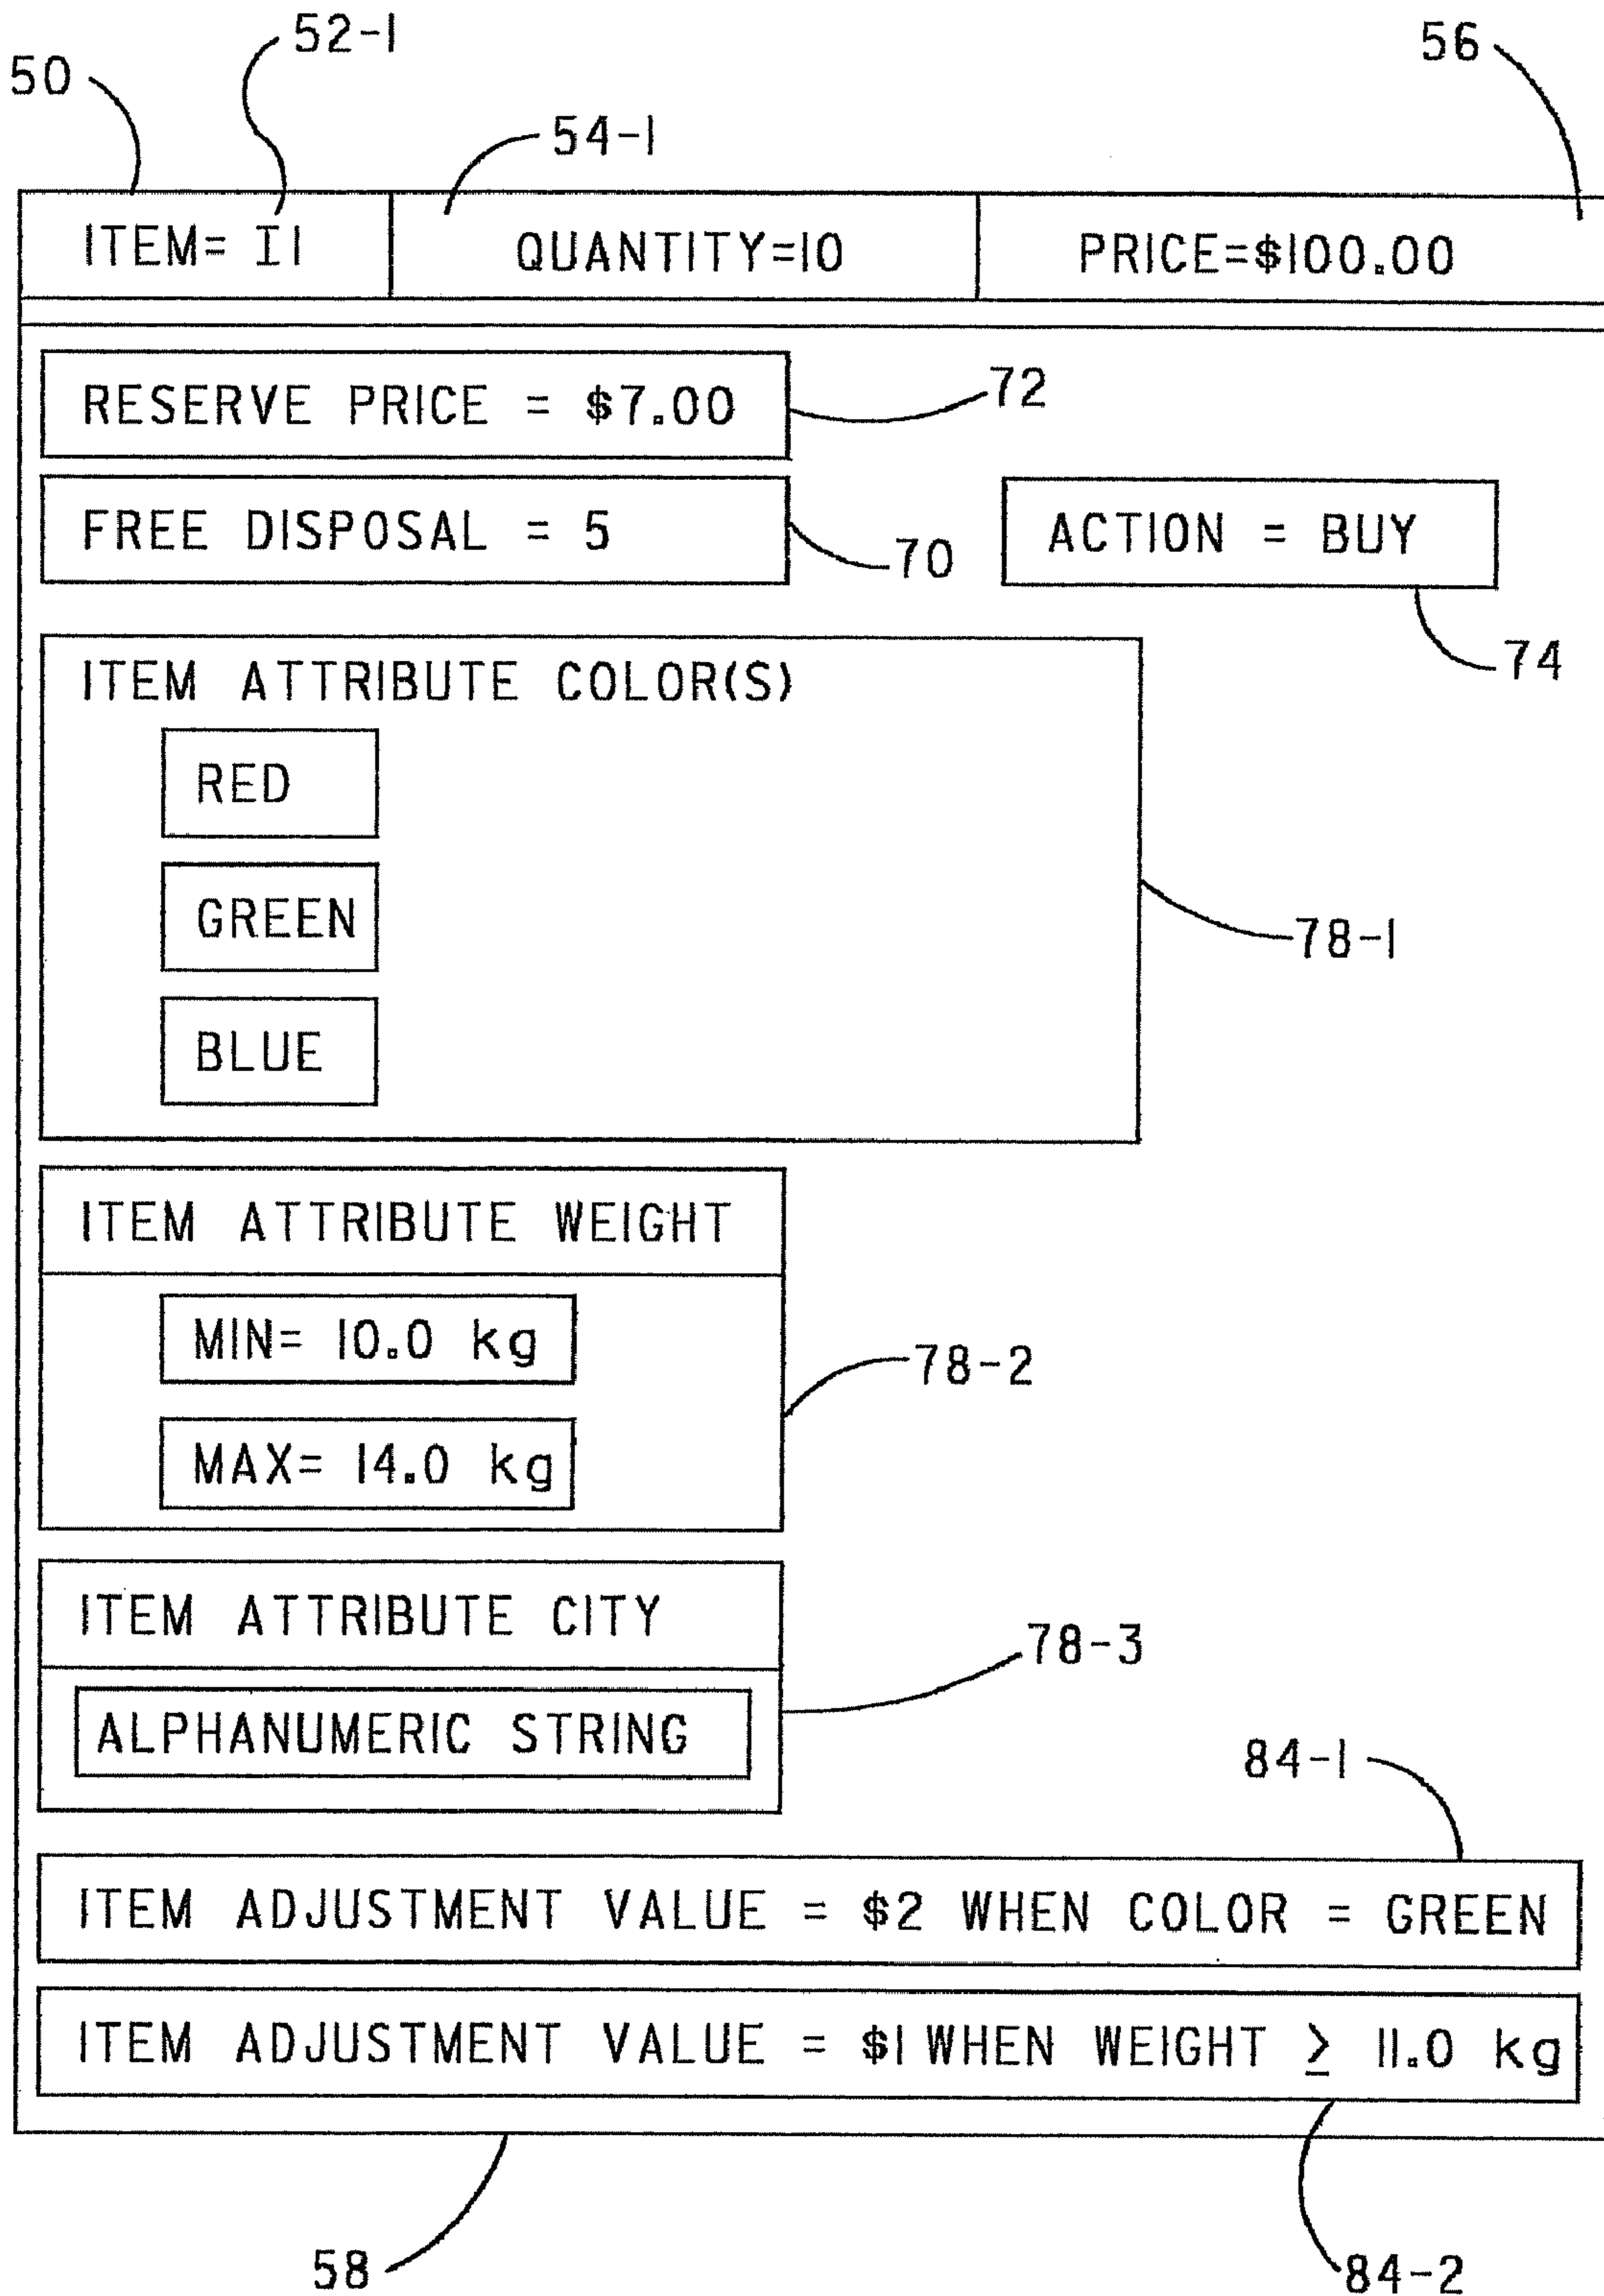 52-1
56
50
54-1
ITEM= I1
QUANTITY=10
PRICE=$100.00
RESERVE PRICE = $7.00
72
FREE DISPOSAL = 5
70
ACTION = BUY
74
ITEM ATTRIBUTE COLOR(S)
RED
GREEN
78-1
BLUE
ITEM ATTRIBUTE WEIGHT
MIN= 10.0 kg
78-2
MAX= 14.0 kg
ITEM ATTRIBUTE CITY
78-3
ALPHANUMERIC STRING
84-1
ITEM ADJUSTMENT VALUE = $2 WHEN COLOR = GREEN
ITEM ADJUSTMENT VALUE = $1 WHEN WEIGHT ≥ 11.0 kg
58
84-2